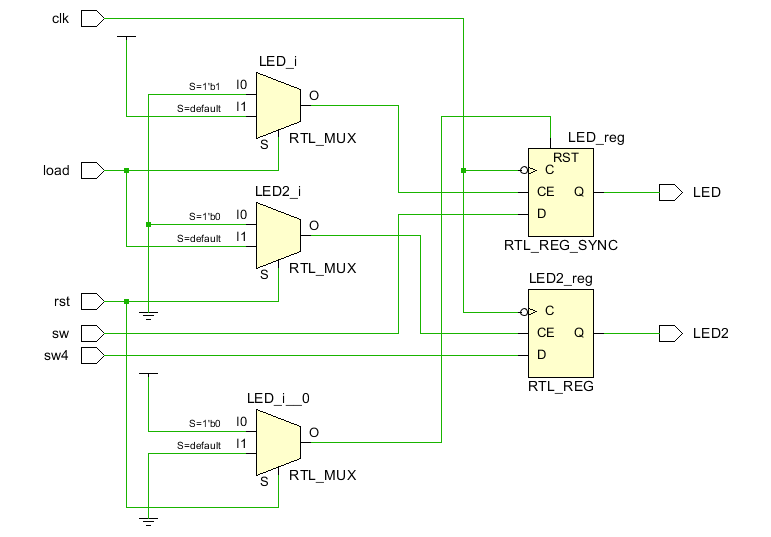 clk
LED_i
S=1'b1 I0
S=default I1
O
S
RTL_MUX
load
LED_reg
RST
C
CE Q
D
LED
RTL_REG_SYNC
LED2_i
S=1'b0 I0
S=default I1
O
S
RTL_MUX
rst
sw
sw4
LED2_reg
C
CE Q
D
LED2
RTL_REG
LED_i__0
S=1'b0 I0
S=default I1
O
S
RTL_MUX